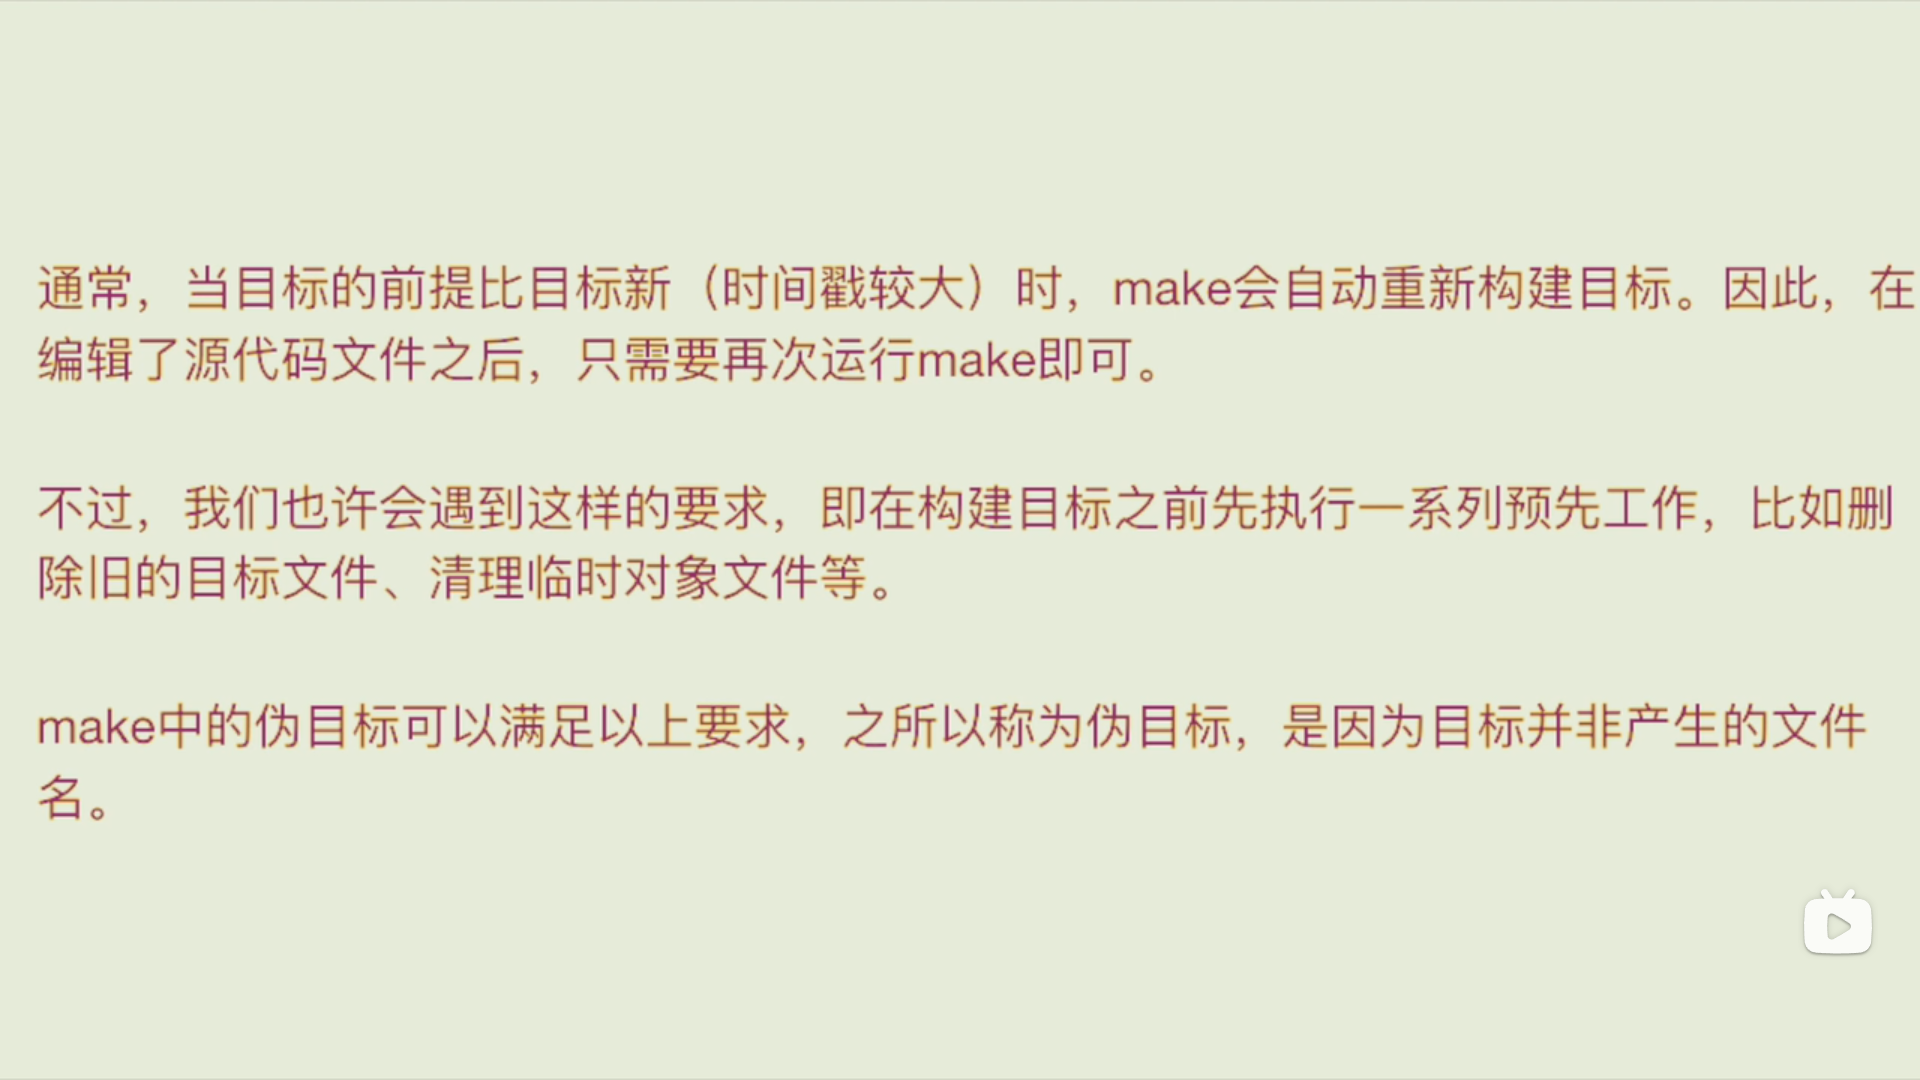 通常，当目标的前提比目标新（时间戳较大）时，make会自动重新构建目标。因此，在
编辑了源代码文件之后，只需要再次运行make即可。
不过，我们也许会遇到这样的要求，即在构建目标之前先执行一系列预先工作，比如删
除旧的目标文件、清理临时对象文件等。
make中的伪目标可以满足以上要求，之所以称为伪目标，是因为目标并非产生的文件
名。